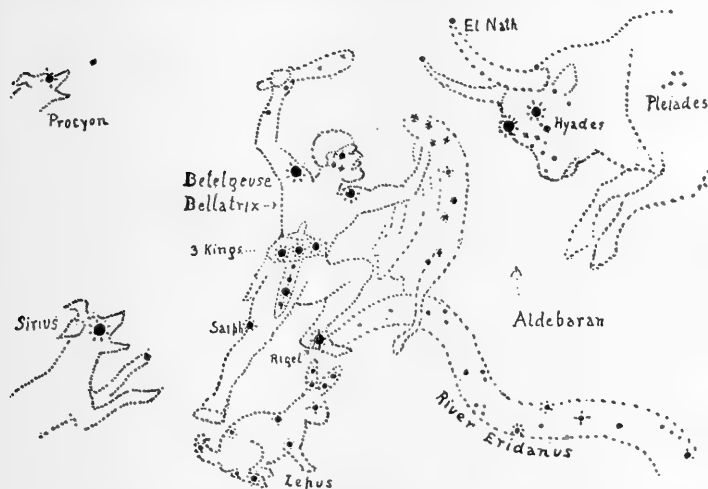 El Nath
Pleiades
Hyades
Procyon
Betelgeuse
Bellatrix
3 Kings
Sirius
Saiph
Rigel
Aldebaran
River Eridanus
Lepus